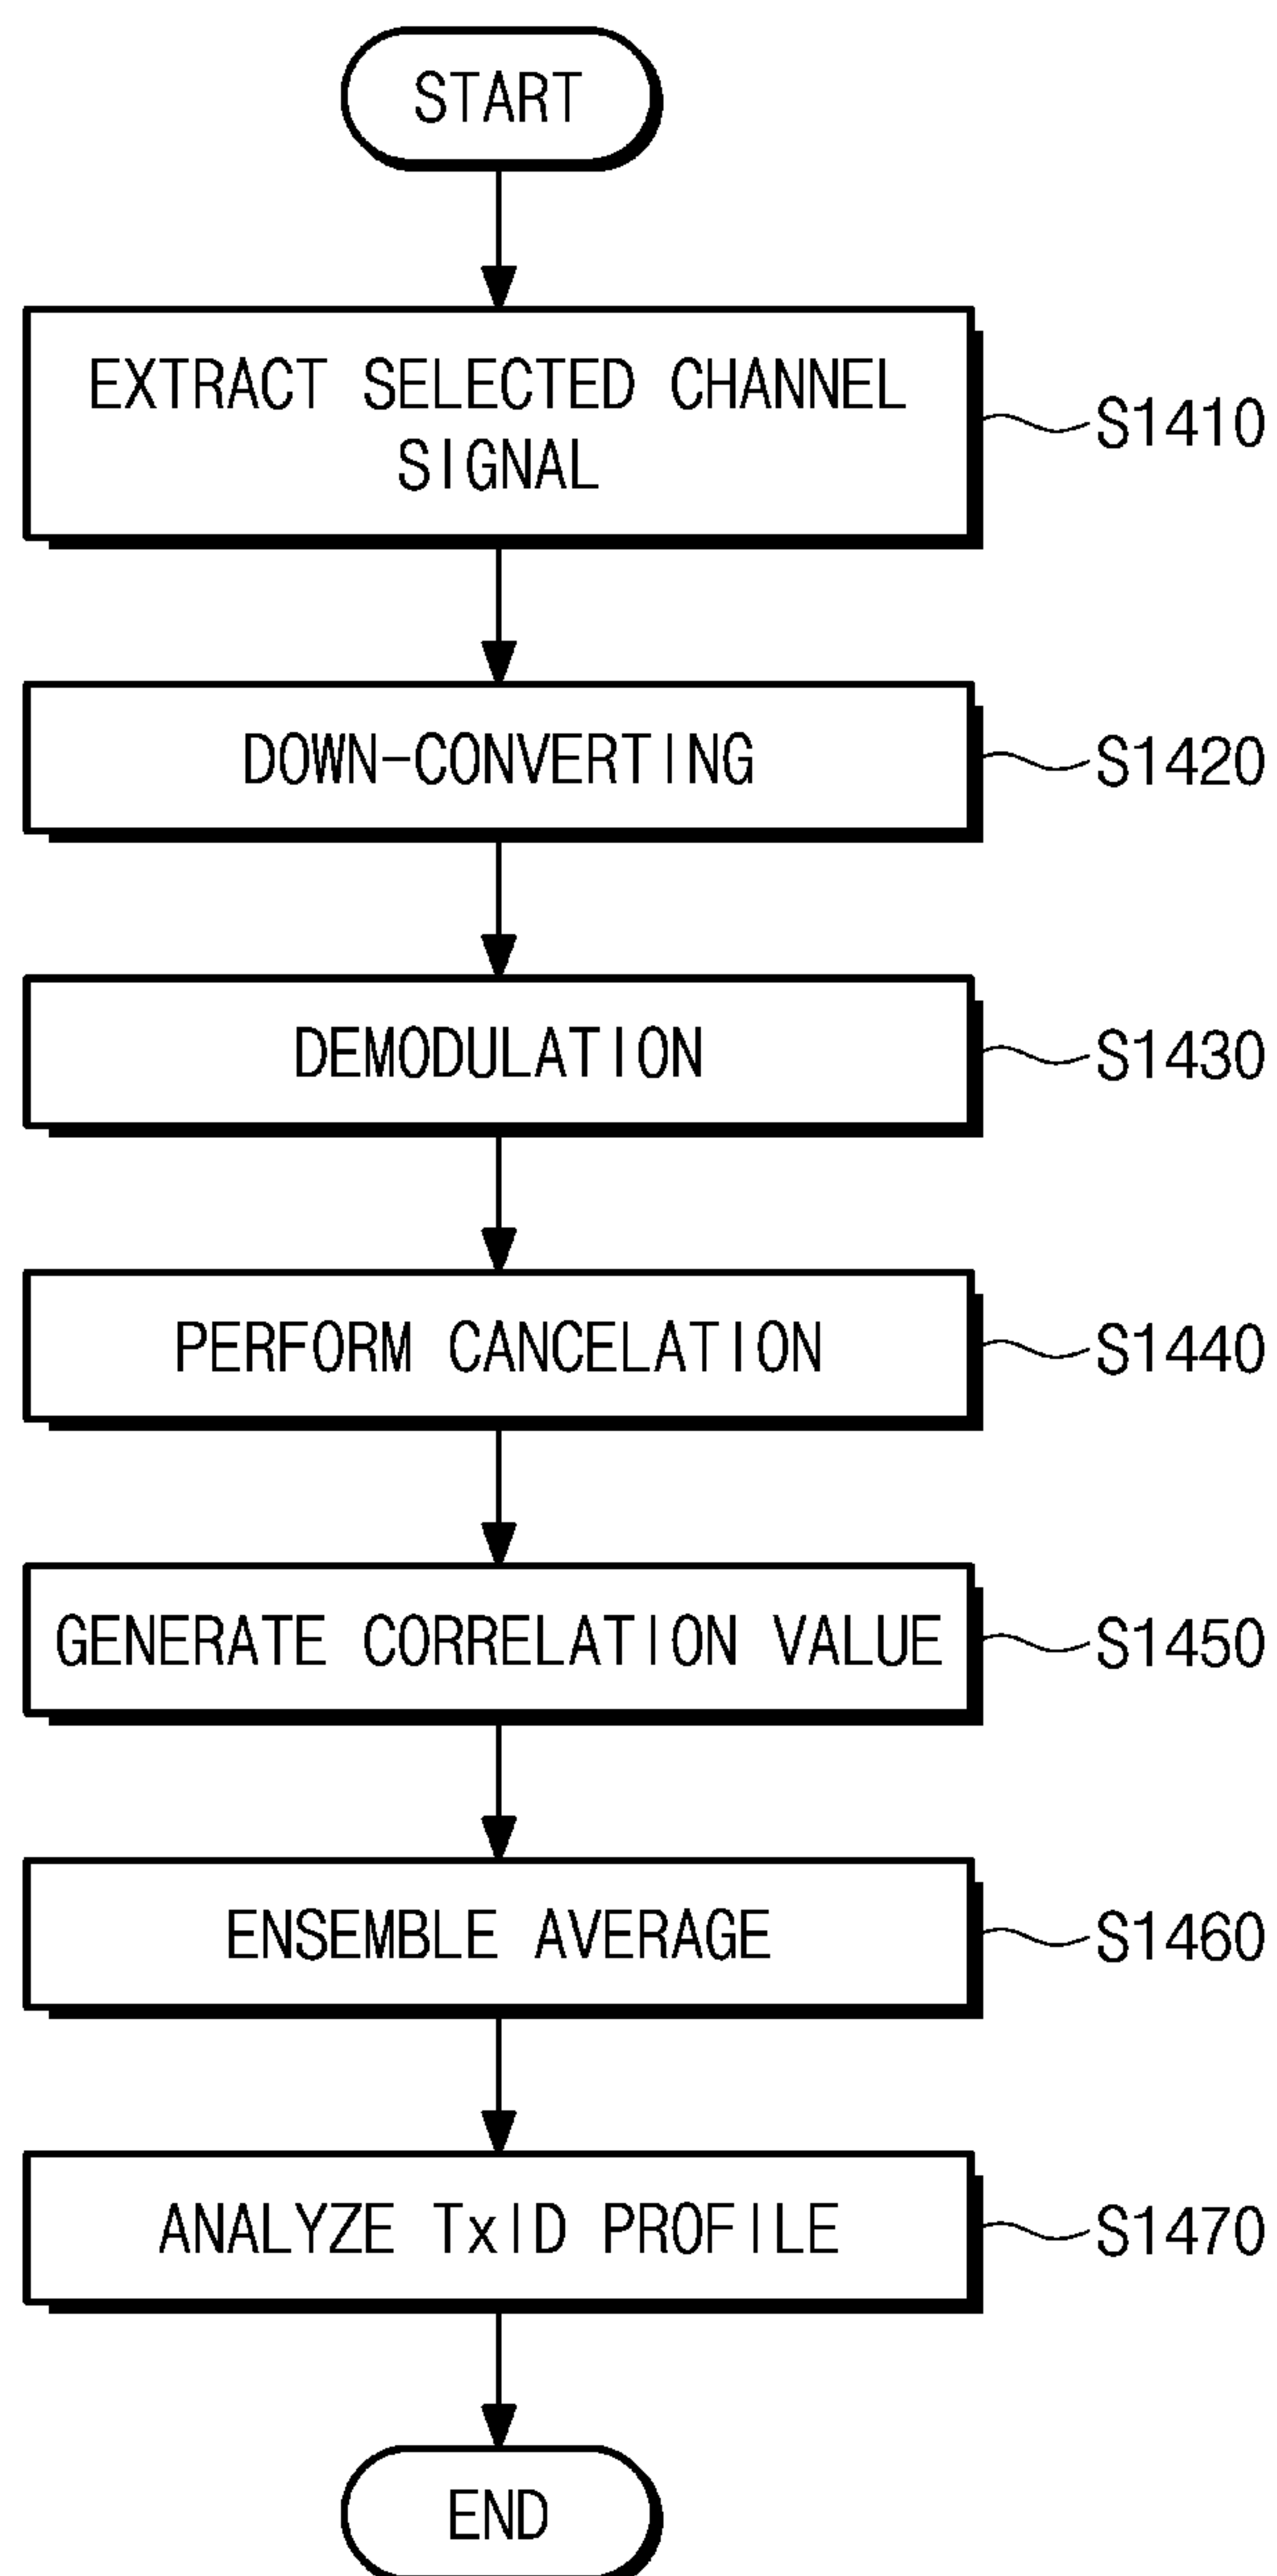 START
EXTRACT SELECTED CHANNEL
SIGNAL
S1410
DOWN-CONVERTING
S1420
DEMODULATION
S1430
PERFORM CANCELATION
S1440
GENERATE CORRELATION VALUE
S1450
ENSEMBLE AVERAGE
S1460
ANALYZE TxID PROFILE
S1470
END